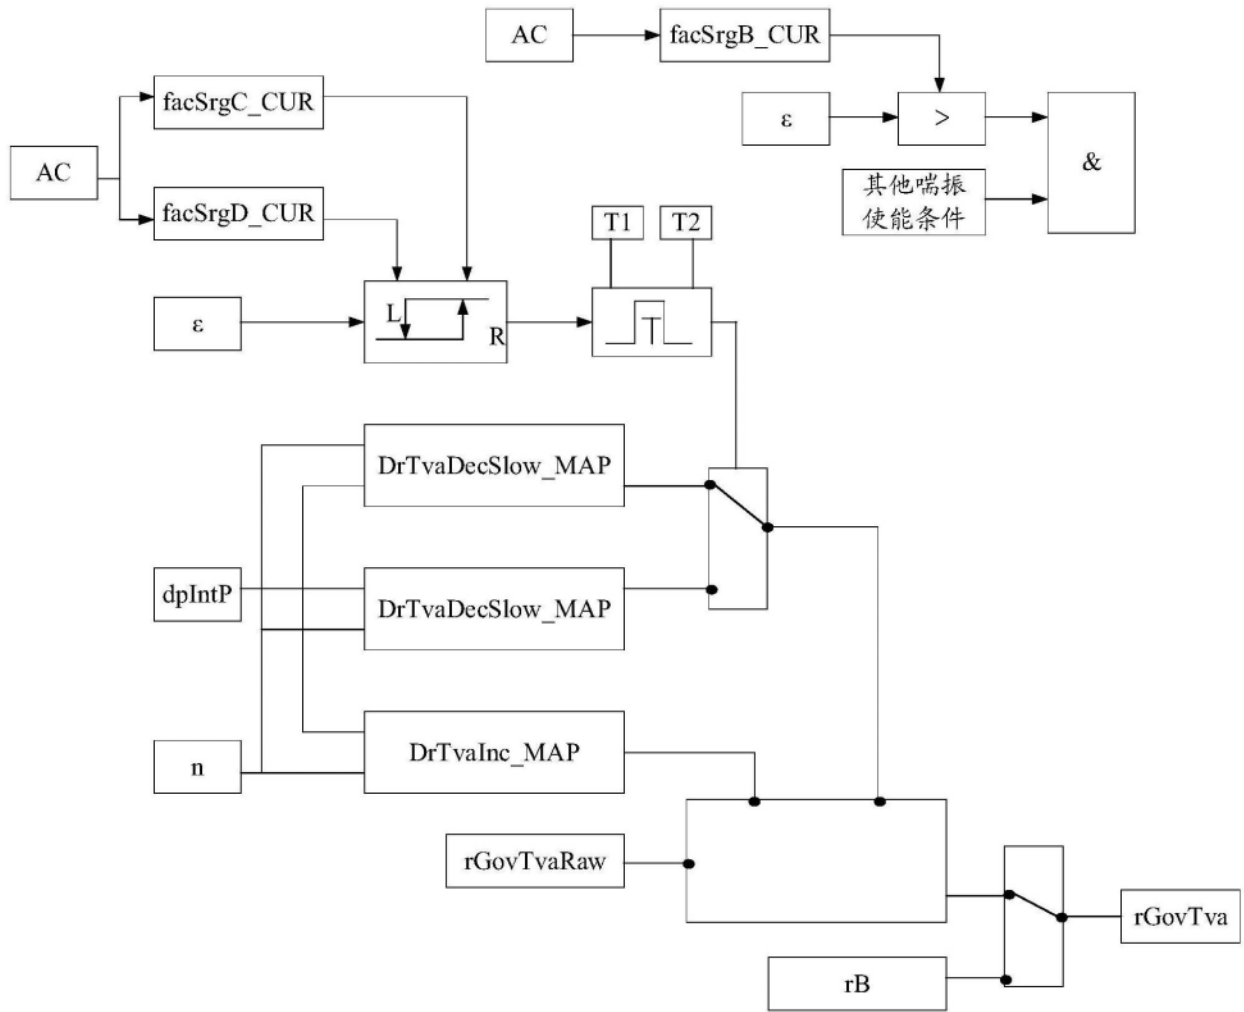 AC
facSrgB_CUR
facSrgC_CUR
ε
>
&
AC
其他喘振
使能条件
facSrgD_CUR
T1
T2
ε
L
R
T
DrTvaDecSlow_MAP
dpIntP
DrTvaDecSlow_MAP
n
DrTvaInc_MAP
rGovTvaRaw
rGovTva
rB